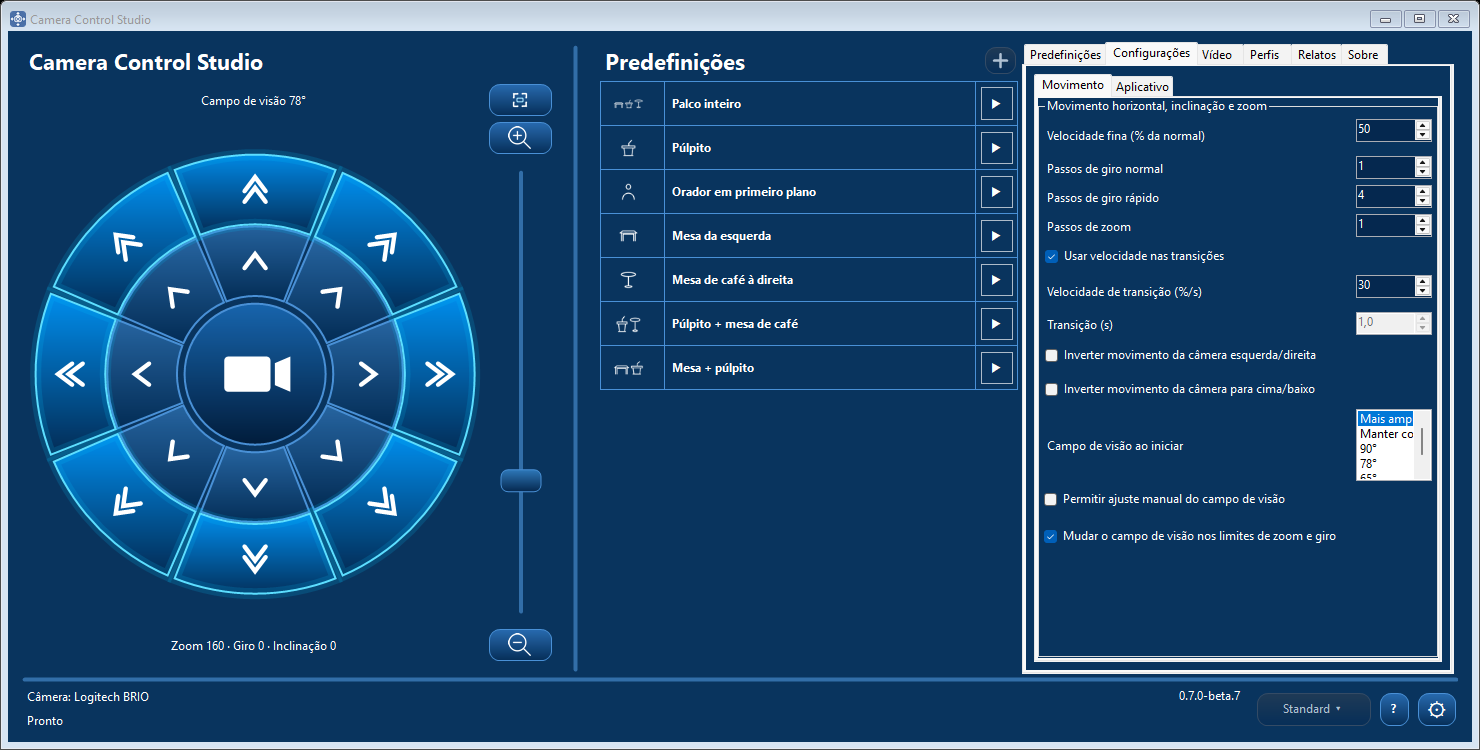 Camera Control Studio
Camera Control Studio
Campo de visão 78°
Zoom 160 · Giro 0 · Inclinação 0
Predefinições
Palco inteiro
Púlpito
Orador em primeiro plano
Mesa da esquerda
Mesa de café à direita
Púlpito + mesa de café
Mesa + púlpito
Predefinições Configurações Vídeo Perfis Relatos Sobre
Movimento Aplicativo
Movimento horizontal, inclinação e zoom
Velocidade fina (% da normal) 50
Passos de giro normal 1
Passos de giro rápido 4
Passos de zoom 1
Usar velocidade nas transições
Velocidade de transição (%/s) 30
Transição (s) 1,0
Inverter movimento da câmera esquerda/direita
Inverter movimento da câmera para cima/baixo
Campo de visão ao iniciar
Mais amp
Manter co
90°
78°
65°
Permitir ajuste manual do campo de visão
Mudar o campo de visão nos limites de zoom e giro
Câmera: Logitech BRIO
Pronto
0.7.0-beta.7
Standard
?